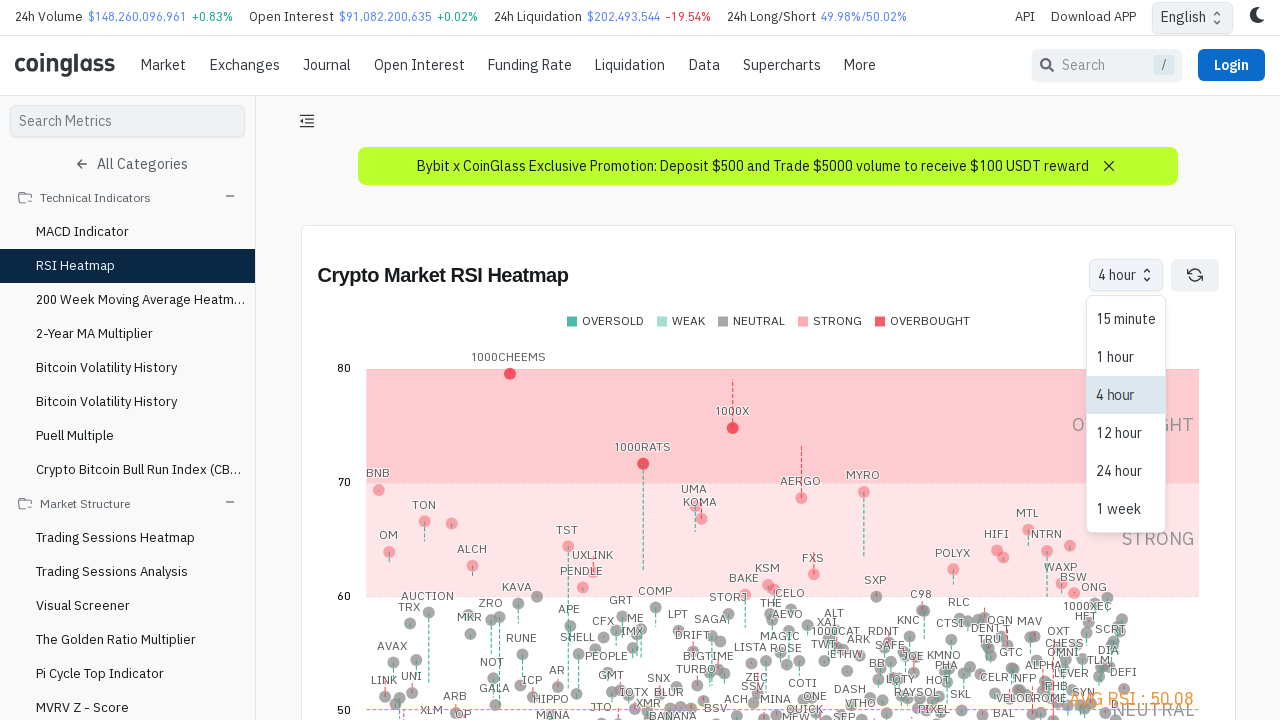 24h Volume $148,260,096,961 +0.83% Open Interest $91,082,200,635 +0.02% 24h Liquidation $202,493,544 -19.54% 24h Long/Short 49.98%/50.02% API Download APP English
coinglass Market Exchanges Journal Open Interest Funding Rate Liquidation Data Supercharts More Search / Login
Search Metrics
All Categories
Technical Indicators
MACD Indicator
RSI Heatmap
200 Week Moving Average Heatm...
2-Year MA Multiplier
Bitcoin Volatility History
Bitcoin Volatility History
Puell Multiple
Crypto Bitcoin Bull Run Index (CB...
Market Structure
Trading Sessions Heatmap
Trading Sessions Analysis
Visual Screener
The Golden Ratio Multiplier
Pi Cycle Top Indicator
MVRV Z - Score
Bybit x CoinGlass Exclusive Promotion: Deposit $500 and Trade $5000 volume to receive $100 USDT reward
Crypto Market RSI Heatmap
4 hour
15 minute
1 hour
4 hour
12 hour
24 hour
1 week
OVERSOLD WEAK NEUTRAL STRONG OVERBOUGHT
1000CHEEMS
80
1000X
1000RATS
BNB
70
AERGO
MYRO
UMA
KOMA
TON
MTL
OM
TST
HIFI
NTRN
STRONG
ALCH
UXLINK
POLYX
FXS
PENDLE
KSM
WAXP
BAKE
BSW
SXP
KAVA
COMP
CELO
ONG
60
AUCTION
STORJ
C98
TRX
ZRO
GRT
THE
RLC
1000XEC
APE
MKR
CFX
ME
LPT
SAGA
AEVO
ALT
XAI
KNC
CTSI
OGN
MAV
HFT
IMX
1000CAT
RDNT
DENT
OXT
SCRT
RUNE
SHELL
DRIFT
MAGIC
ARK
TRU
CHESS
AVAX
PEOPLE
BIGTIME
LISTA
ROSE
TWT
SAFE
JOE
KMNO
GTC
OMNI
DIA
NOT
AR
GMT
TURBO
ETHW
BB
PHA
ALPHA
TLM
LINK
UNI
ICP
SNX
ZEC
LQTY
HOT
CELR
NFP
LEVER
DEFI
GALA
IOTX
BLUR
SSV
COTI
DASH
RAYSOL
SKL
PHB
SYN
ARB
HIPPO
XMR
ACH
MINA
ONE
VTHO
VELODROME
AVG RSI : 50.08
50
XLM
OP
MANA
JTO
BANANA
BSV
MEW
QUICK
SEP
PIXEL
BAL
NEUTRAL